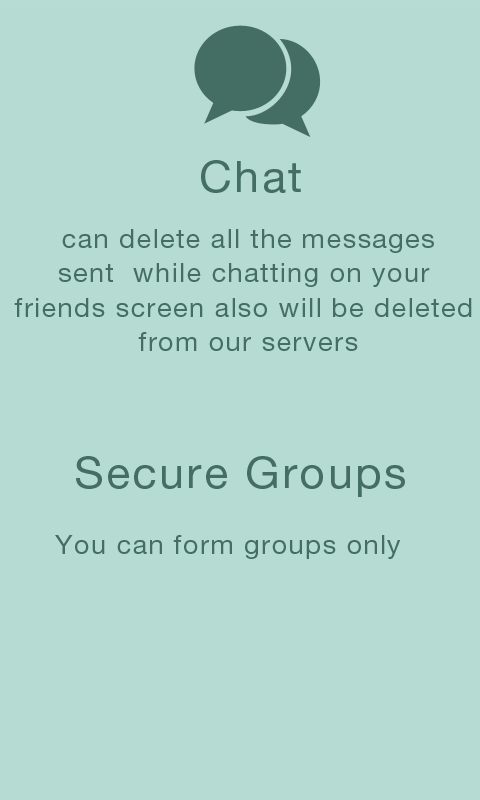 Chat
can delete all the messages
sent  while chatting on your
friends screen also will be deleted
from our servers
Secure Groups
You can form groups only